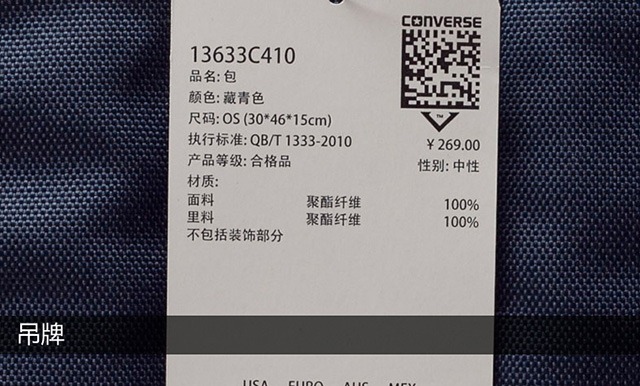 CONVERSE
13633C410
品名: 包
颜色: 藏青色
尺码: OS (30*46*15cm)
执行标准: QB/T 1333-2010
¥ 269.00
产品等级: 合格品
性别: 中性
材质:
面料 聚酯纤维 100%
里料 聚酯纤维 100%
不包括装饰部分
吊牌
USA EURO AUS MEX